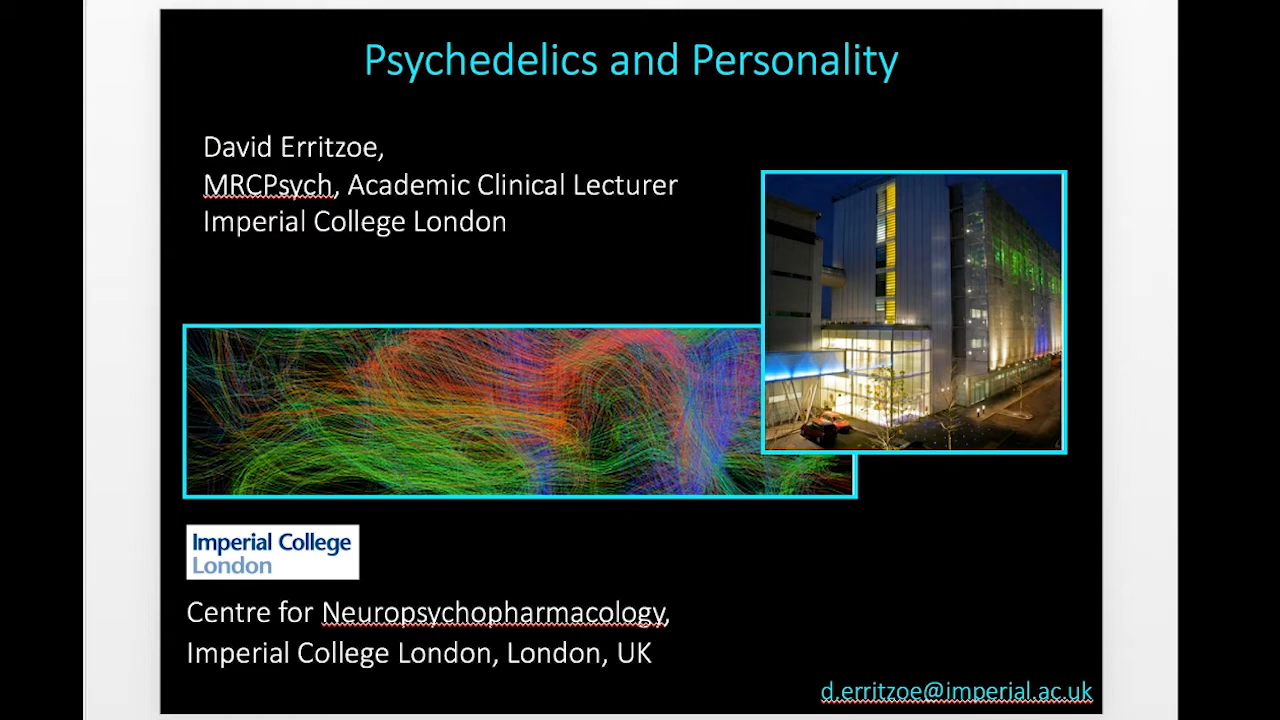 Psychedelics and Personality
David Erritzoe,
MRCPsych, Academic Clinical Lecturer
Imperial College London
Imperial College
London
Centre for Neuropsychopharmacology,
Imperial College London, London, UK
d.erritzoe@imperial.ac.uk